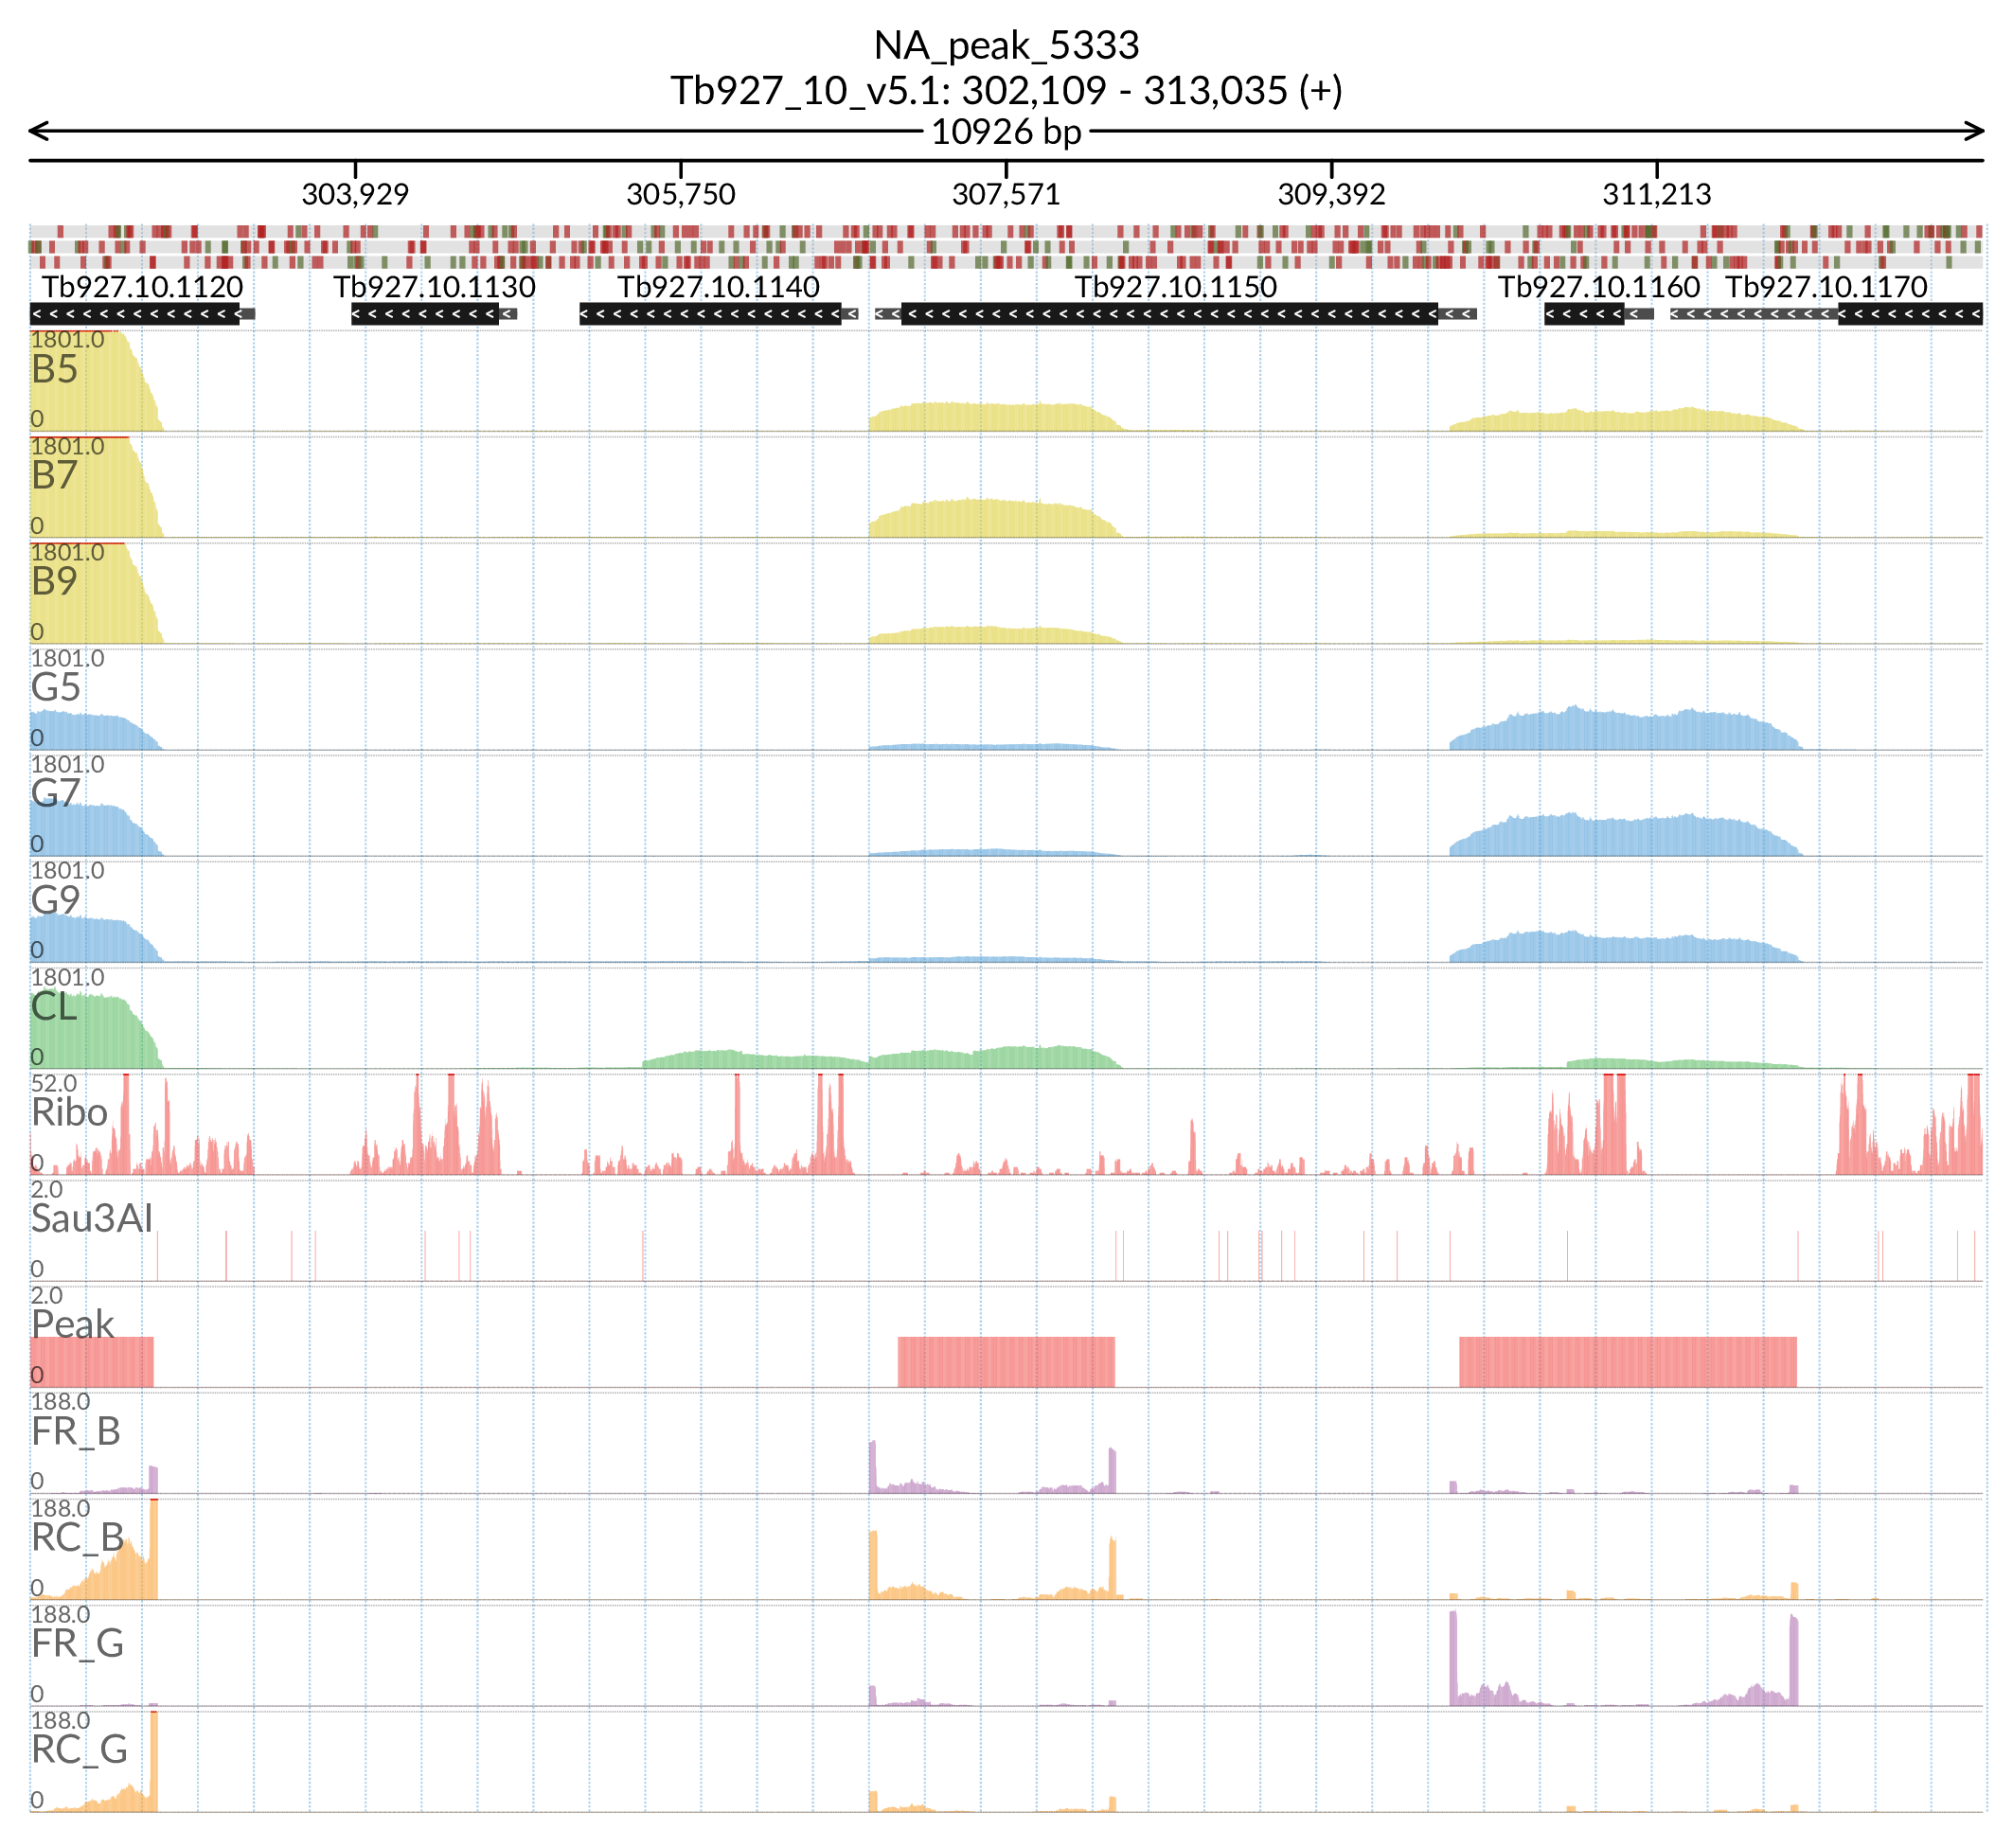 NA_peak_5333
Tb927_10_v5.1: 302,109 - 313,035 (+)
10926 bp
303,929 305,750 307,571 309,392 311,213
Tb927.10.1120 Tb927.10.1130 Tb927.10.1140 Tb927.10.1150 Tb927.10.1160 Tb927.10.1170
1801.0
B5
0
1801.0
B7
0
1801.0
B9
0
1801.0
G5
0
1801.0
G7
0
1801.0
G9
0
1801.0
CL
0
52.0
Ribo
0
2.0
Sau3AI
0
2.0
Peak
0
188.0
FR_B
0
188.0
RC_B
0
188.0
FR_G
0
188.0
RC_G
0